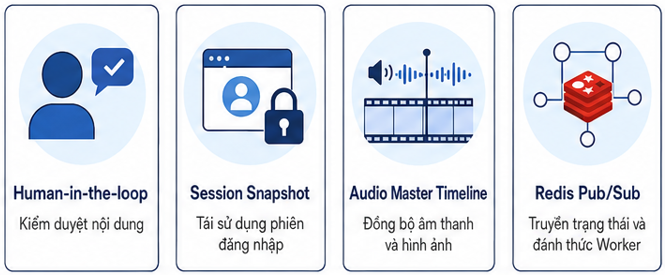 Human-in-the-loop
Kiểm duyệt nội dung
Session Snapshot
Tái sử dụng phiên
đăng nhập
Audio Master Timeline
Đồng bộ âm thanh
và hình ảnh
Redis Pub/Sub
Truyền trạng thái và
đánh thức Worker